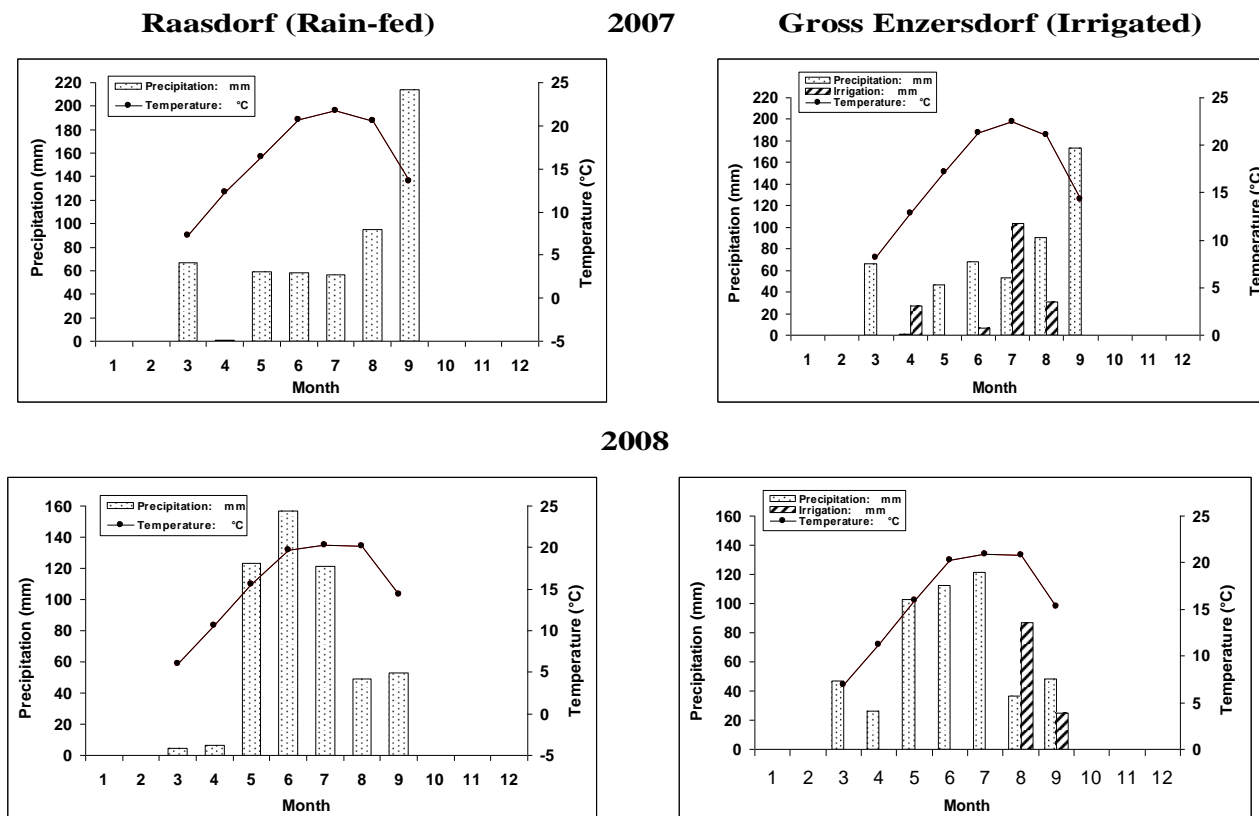 Raasdorf (Rain-fed) 2007 Gross Enzersdorf (Irrigated)
Precipitation: mm
Temperature: °C
Precipitation (mm)
220
200
180
160
140
120
100
80
60
40
20
0
25
20
15
10
5
0
-5
Temperature (°C)
1 2 3 4 5 6 7 8 9 10 11 12
Month
Precipitation: mm
Irrigation: mm
Temperature: °C
Precipitation (mm)
220
200
180
160
140
120
100
80
60
40
20
0
25
20
15
10
5
0
Temperature (°C)
1 2 3 4 5 6 7 8 9 10 11 12
Month
2008
Precipitation: mm
Temperature: °C
Precipitation (mm)
160
140
120
100
80
60
40
20
0
25
20
15
10
5
0
-5
Temperature (°C)
1 2 3 4 5 6 7 8 9 10 11 12
Month
Precipitation: mm
Irrigation: mm
Temperature: °C
Precipitation (mm)
160
140
120
100
80
60
40
20
0
25
20
15
10
5
0
Temperature (°C)
1 2 3 4 5 6 7 8 9 10 11 12
Month